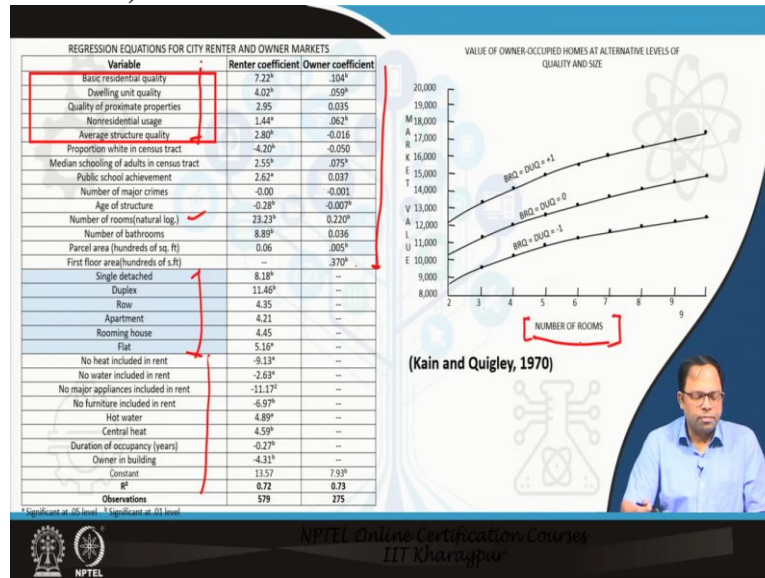 REGRESSION EQUATIONS FOR CITY RENTER AND OWNER MARKETS
Variable Renter coefficient Owner coefficient
Basic residential quality 7.22ᵇ .104ᵇ
Dwelling unit quality 4.02ᵇ .059ᵇ
Quality of proximate properties 2.95 0.035
Nonresidential usage 1.44ᵃ .062ᵇ
Average structure quality 2.80ᵇ -0.016
Proportion white in census tract -4.20ᵇ -0.050
Median schooling of adults in census tract 2.55ᵇ .075ᵇ
Public school achievement 2.62ᵃ 0.037
Number of major crimes -0.00 -0.001
Age of structure -0.28ᵇ -0.007ᵇ
Number of rooms(natural log.) 23.23ᵇ 0.220ᵇ
Number of bathrooms 8.89ᵇ 0.036
Parcel area (hundreds of sq. ft) 0.06 .005ᵇ
First floor area(hundreds of s.ft) -- .370ᵇ
Single detached 8.18ᵇ --
Duplex 11.46ᵇ --
Row 4.35 --
Apartment 4.21 --
Rooming house 4.45 --
Flat 5.16ᵃ --
No heat included in rent -9.13ᵃ --
No water included in rent -2.63ᵃ --
No major appliances included in rent -11.17² --
No furniture included in rent -6.97ᵇ --
Hot water 4.89ᵃ --
Central heat 4.59ᵇ --
Duration of occupancy (years) -0.27ᵇ --
Owner in building -4.31ᵇ --
Constant 13.57 7.93ᵇ
R² 0.72 0.73
Observations 579 275
ᵃ Significant at .05 level ᵇ Significant at .01 level
VALUE OF OWNER-OCCUPIED HOMES AT ALTERNATIVE LEVELS OF
QUALITY AND SIZE
MARKET VALUE
20,000
19,000
18,000
17,000
16,000
15,000
14,000
13,000
12,000
11,000
10,000
9,000
8,000
BRQ = DUQ = +1
BRQ = DUQ = 0
BRQ = DUQ = -1
2 3 4 5 6 7 8 9
9
NUMBER OF ROOMS
(Kain and Quigley, 1970)
NPTEL Online Certification Courses
IIT Kharagpur
NPTEL